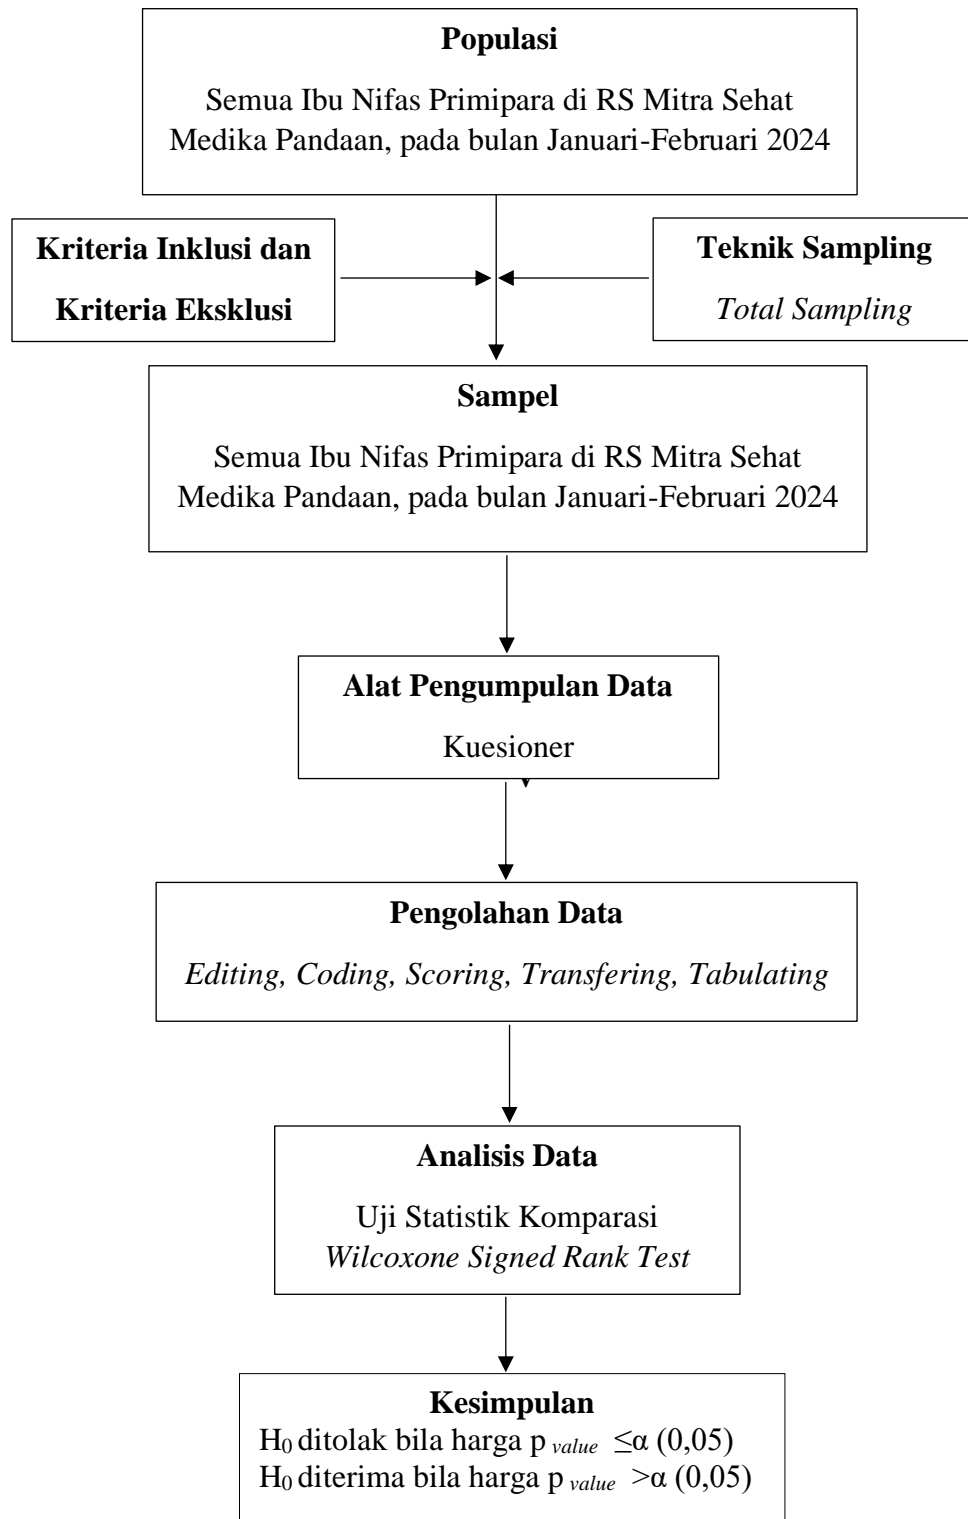 Populasi
Semua Ibu Nifas Primipara di RS Mitra Sehat
Medika Pandaan, pada bulan Januari-Februari 2024
Kriteria Inklusi dan
Kriteria Eksklusi
Teknik Sampling
Total Sampling
Sampel
Semua Ibu Nifas Primipara di RS Mitra Sehat
Medika Pandaan, pada bulan Januari-Februari 2024
Alat Pengumpulan Data
Kuesioner
Pengolahan Data
Editing, Coding, Scoring, Transfering, Tabulating
Analisis Data
Uji Statistik Komparasi
Wilcoxone Signed Rank Test
Kesimpulan
H₀ ditolak bila harga p value ≤α (0,05)
H₀ diterima bila harga p value >α (0,05)